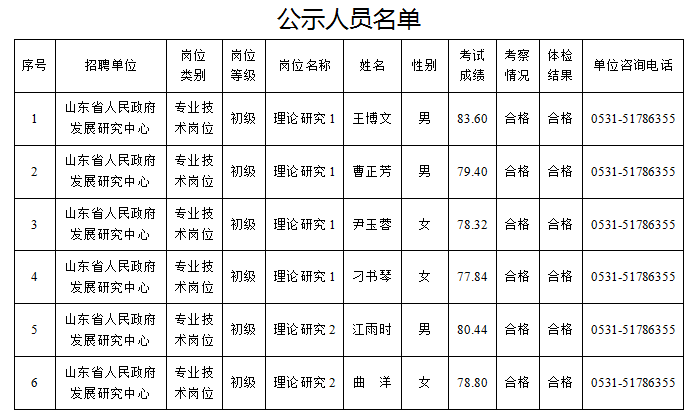 公示人员名单
序号 招聘单位 岗位类别 岗位等级 岗位名称 姓名 性别 考试成绩 考察情况 体检结果 单位咨询电话
1 山东省人民政府发展研究中心 专业技术岗位 初级 理论研究1 王博文 男 83.60 合格 合格 0531-51786355
2 山东省人民政府发展研究中心 专业技术岗位 初级 理论研究1 曹正芳 男 79.40 合格 合格 0531-51786355
3 山东省人民政府发展研究中心 专业技术岗位 初级 理论研究1 尹玉蓉 女 78.32 合格 合格 0531-51786355
4 山东省人民政府发展研究中心 专业技术岗位 初级 理论研究1 刁书琴 女 77.84 合格 合格 0531-51786355
5 山东省人民政府发展研究中心 专业技术岗位 初级 理论研究2 江雨时 男 80.44 合格 合格 0531-51786355
6 山东省人民政府发展研究中心 专业技术岗位 初级 理论研究2 曲　洋 女 78.80 合格 合格 0531-51786355